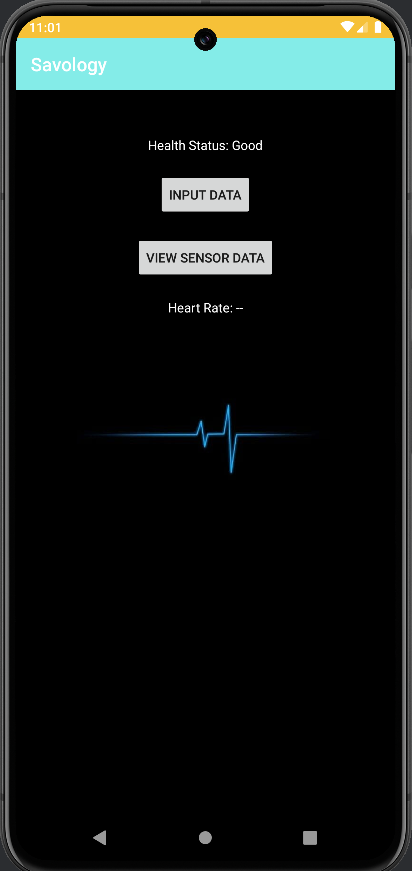 11:01
Savology
Health Status: Good
INPUT DATA
VIEW SENSOR DATA
Heart Rate: --